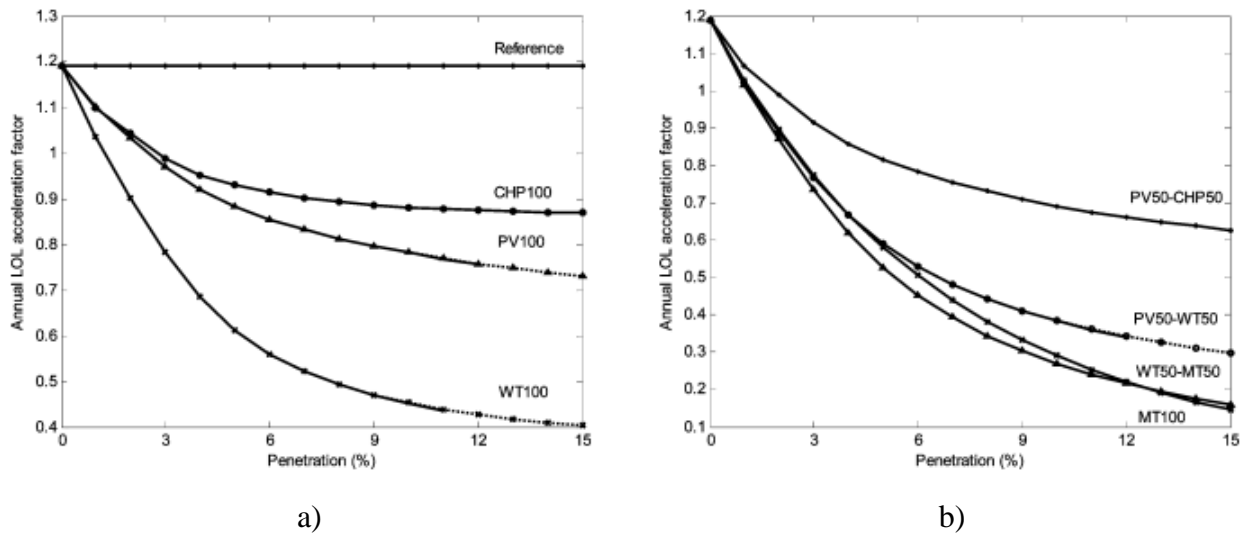 1.3
1.2
1.1
1
0.9
0.8
0.7
0.6
0.5
0.4
Annual LOL acceleration factor
Reference
CHP100
PV100
WT100
0 3 6 9 12 15
Penetration (%)
a)
1.2
1.1
1
0.9
0.8
0.7
0.6
0.5
0.4
0.3
0.2
0.1
Annual LOL acceleration factor
PV50-CHP50
PV50-WT50
WT50-MT50
MT100
0 3 6 9 12 15
Penetration (%)
b)